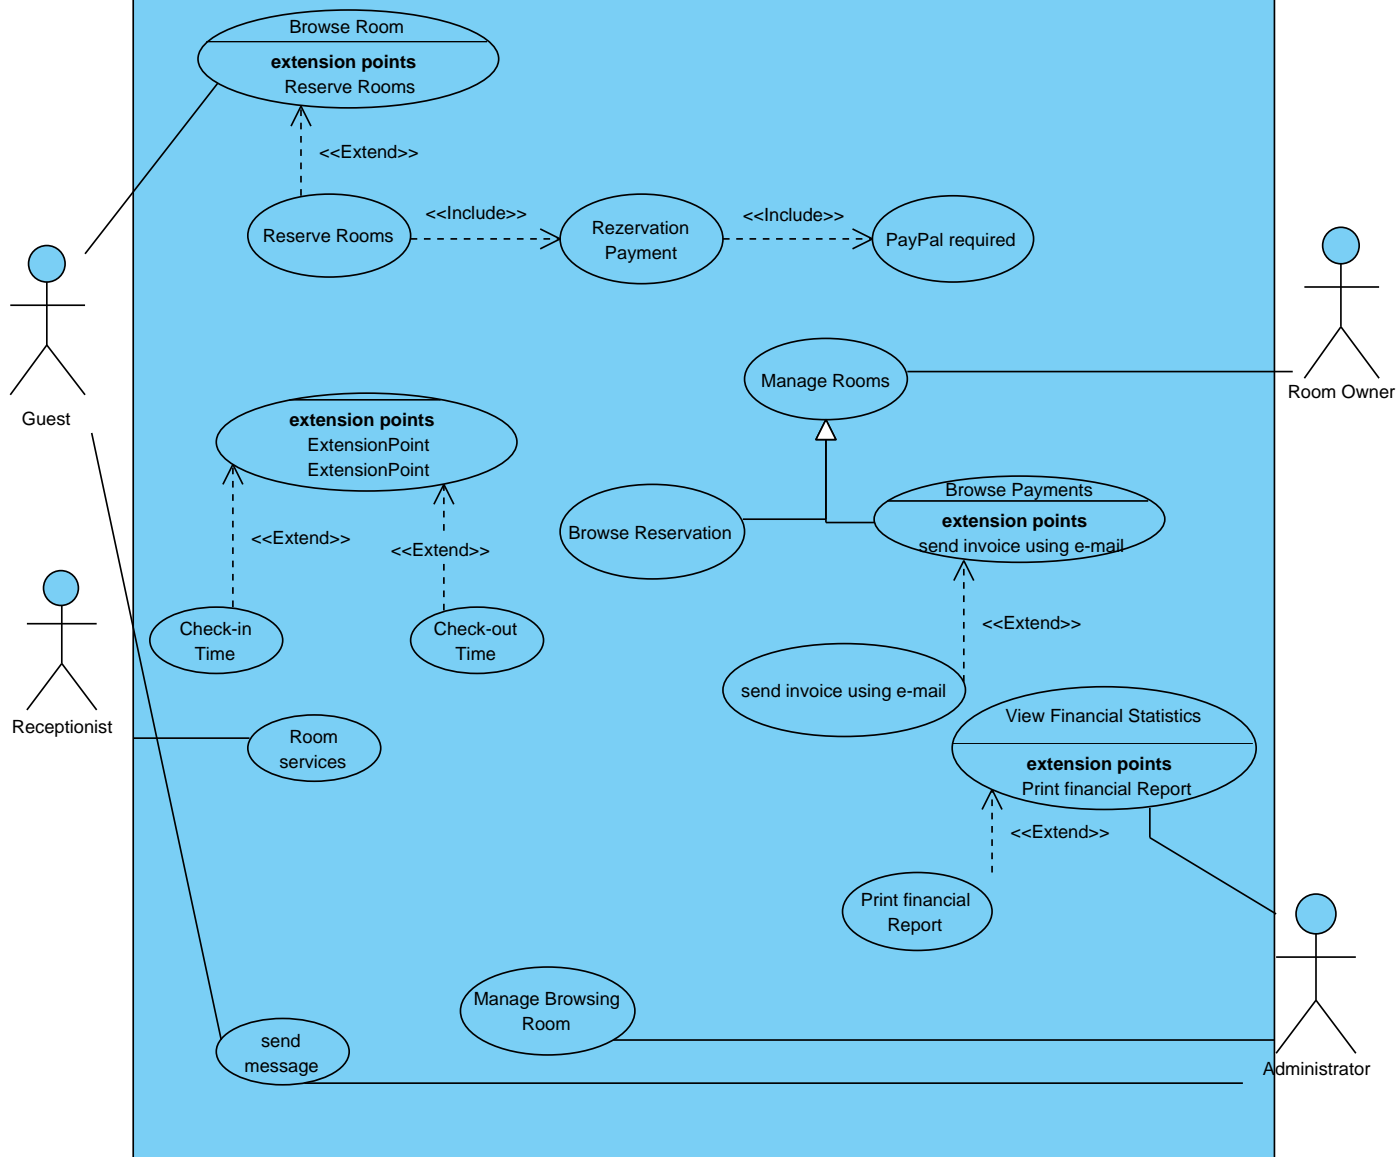 Browse Room
extension points
Reserve Rooms
<<Extend>>
Reserve Rooms
<<Include>>
Rezervation
Payment
<<Include>>
PayPal required
Guest
Manage Rooms
Room Owner
extension points
ExtensionPoint
ExtensionPoint
Browse Reservation
Browse Payments
extension points
send invoice using e-mail
<<Extend>>
<<Extend>>
<<Extend>>
Check-in
Time
Check-out
Time
Receptionist
send invoice using e-mail
Room
services
View Financial Statistics
extension points
Print financial Report
<<Extend>>
Print financial
Report
Manage Browsing
Room
send
message
Administrator